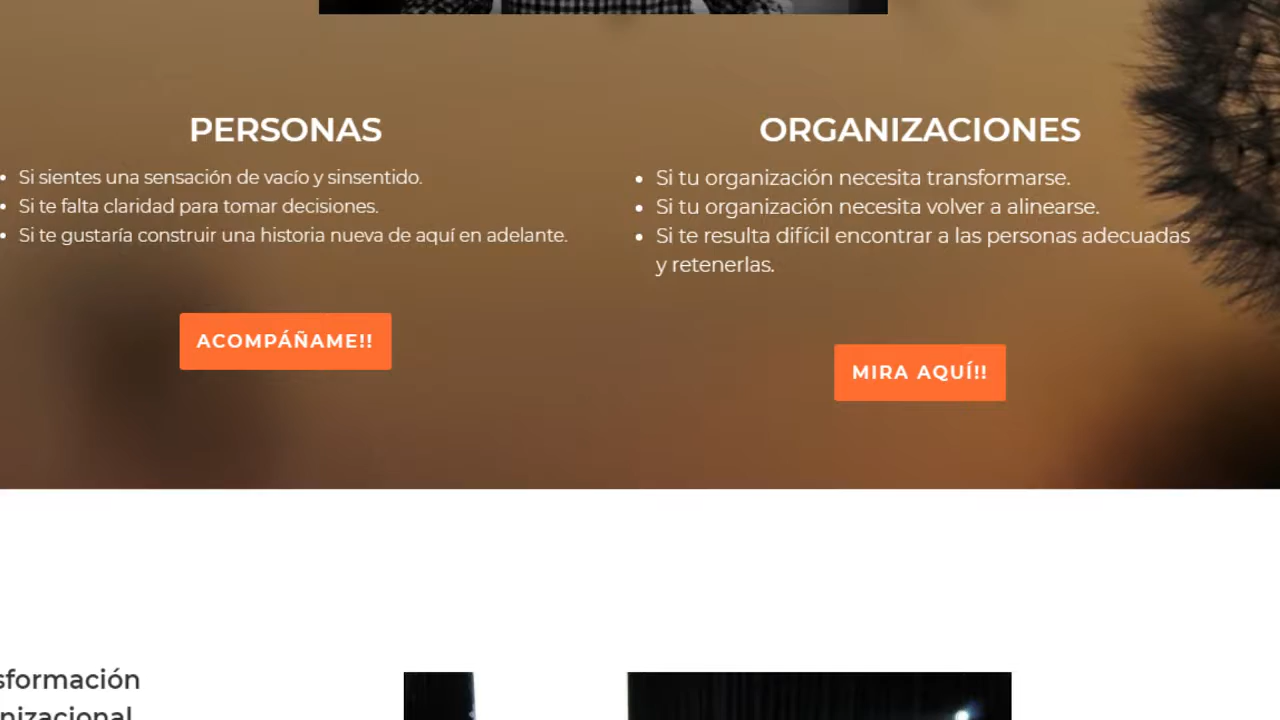 PERSONAS
• Si sientes una sensación de vacío y sinsentido.
• Si te falta claridad para tomar decisiones.
• Si te gustaría construir una historia nueva de aquí en adelante.
ACOMPÁÑAME!!
ORGANIZACIONES
• Si tu organización necesita transformarse.
• Si tu organización necesita volver a alinearse.
• Si te resulta difícil encontrar a las personas adecuadas
y retenerlas.
MIRA AQUÍ!!
sformación
nizacional